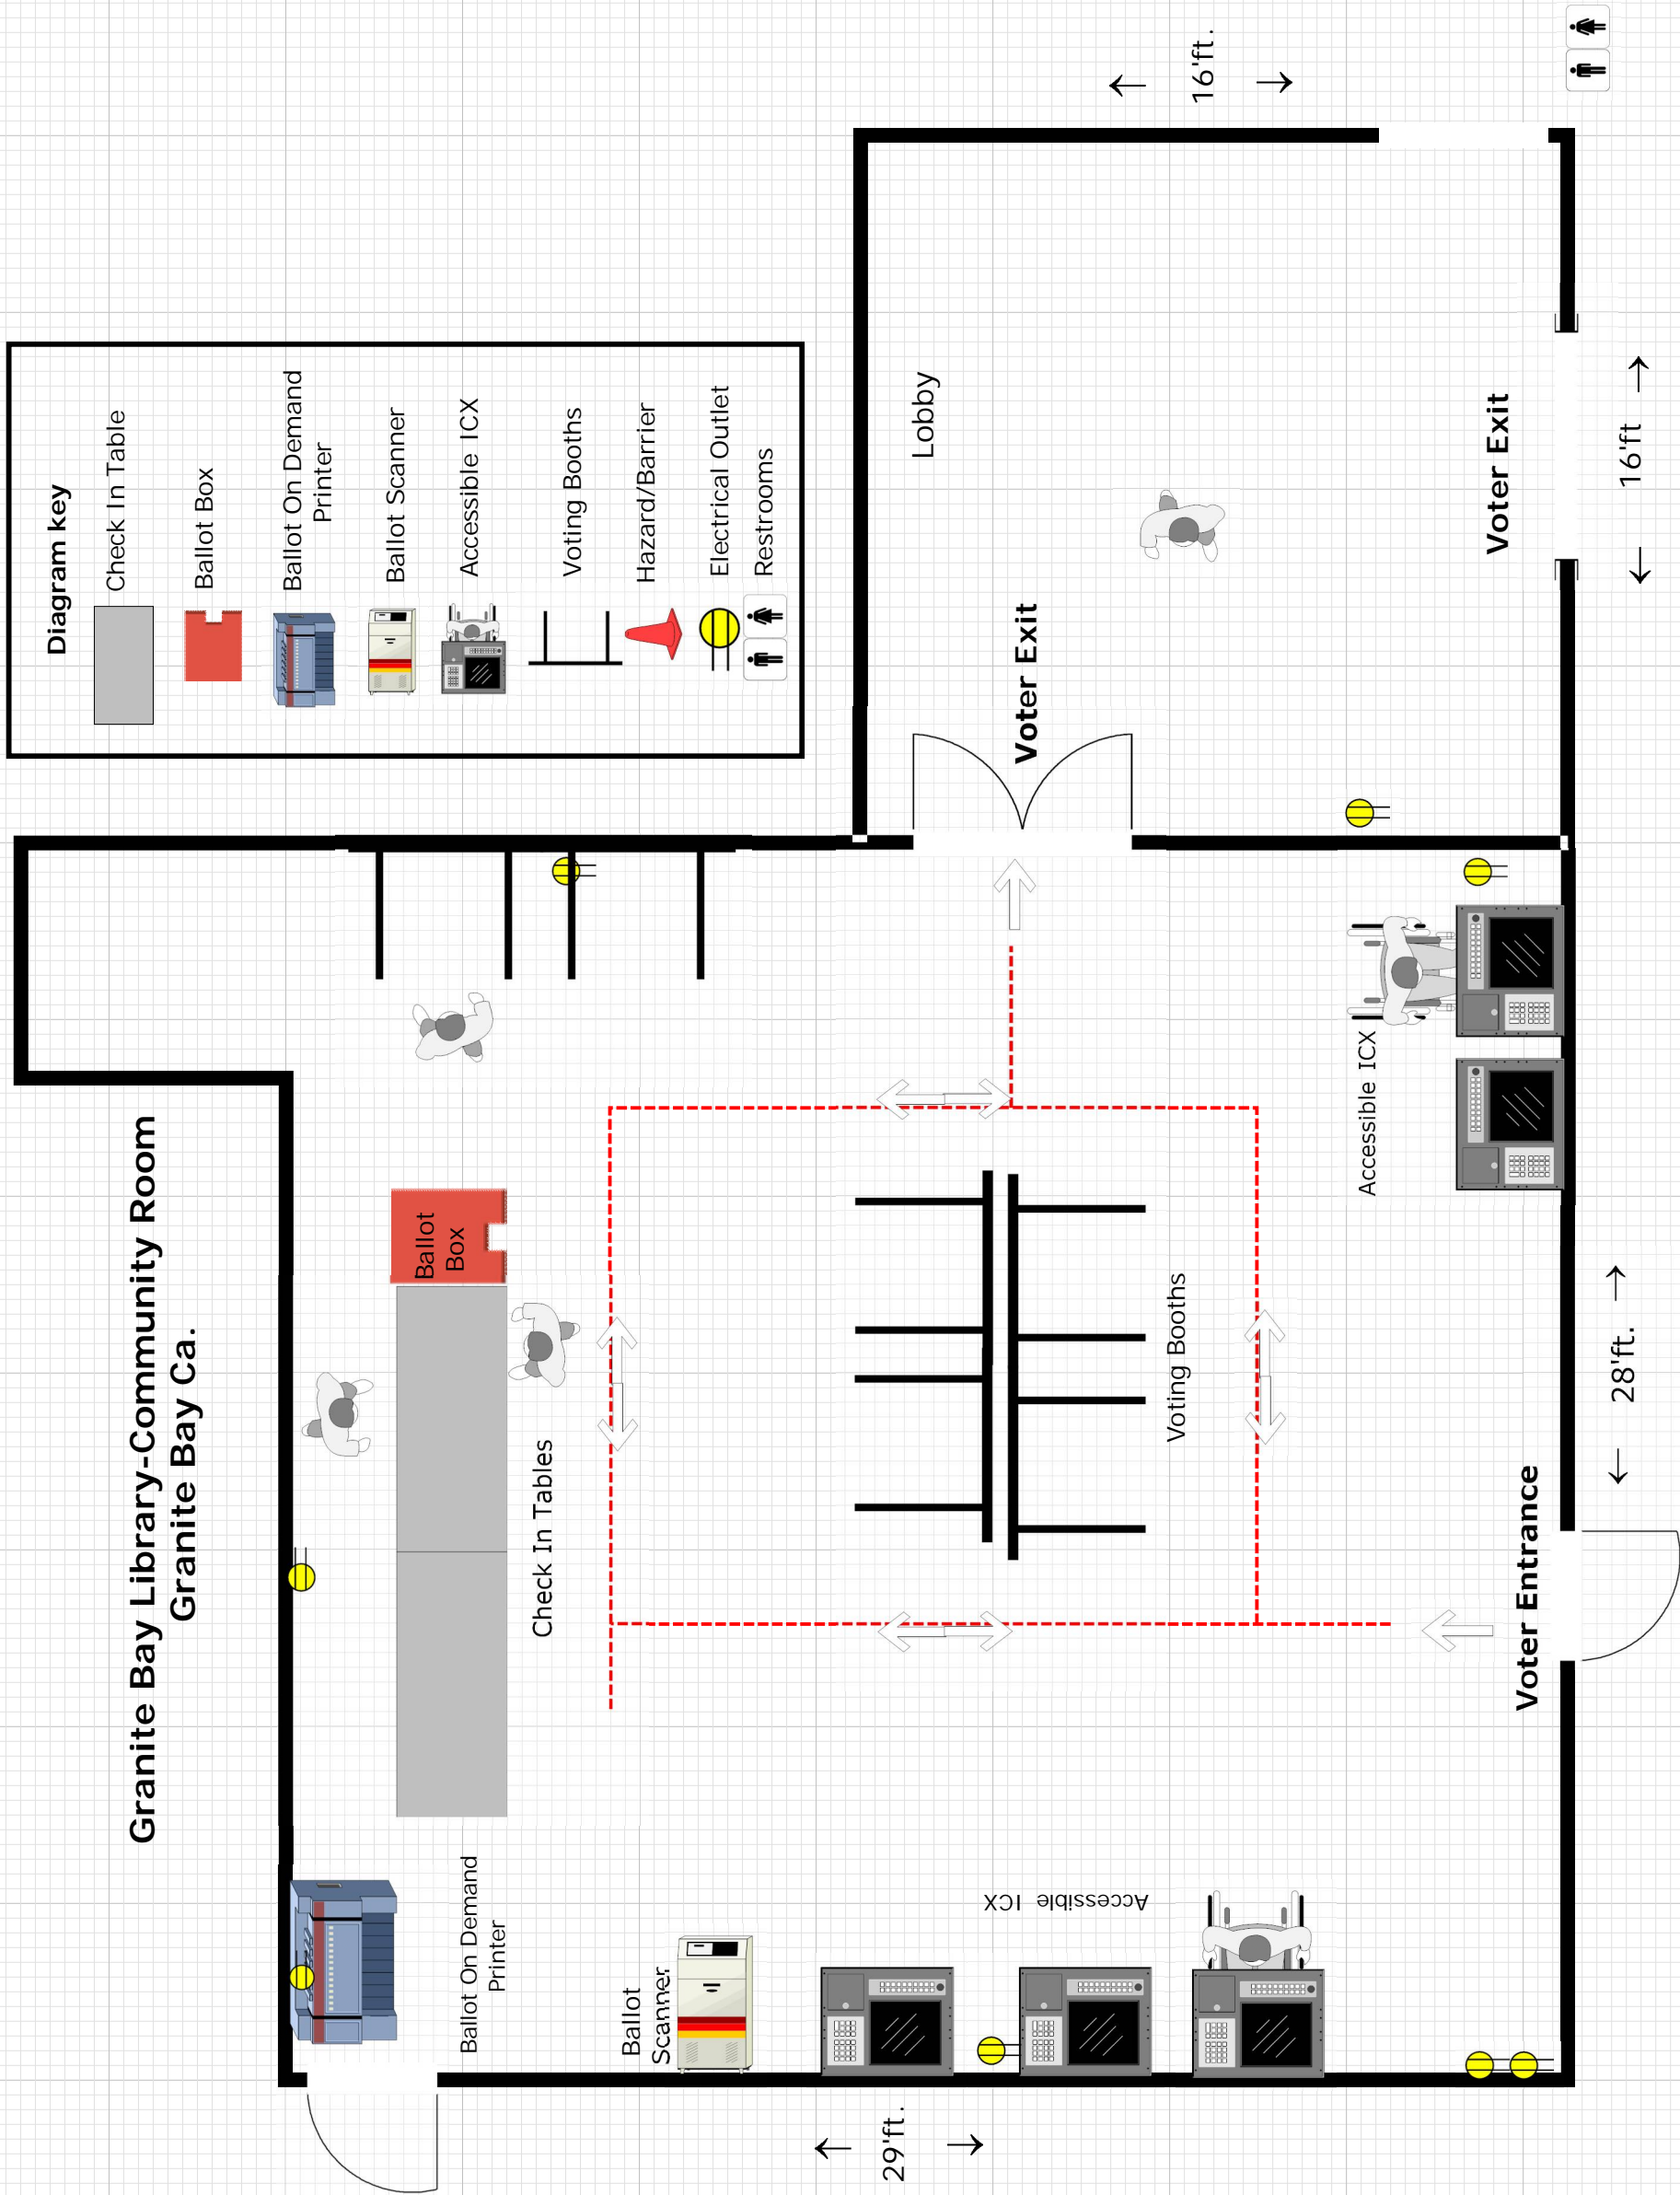 Granite Bay Library-Community Room
Granite Bay Ca.
Diagram key
Check In Table
Ballot Box
Ballot On Demand
Printer
Ballot Scanner
Accessible ICX
Voting Booths
Hazard/Barrier
Electrical Outlet
Restrooms
Ballot On Demand
Printer
Check In Tables
Ballot
Box
Ballot
Scanner
Accessible ICX
29'ft.
Voting Booths
Accessible ICX
Voter Entrance
28'ft.
Voter Exit
Lobby
Voter Exit
16'ft
16'ft.